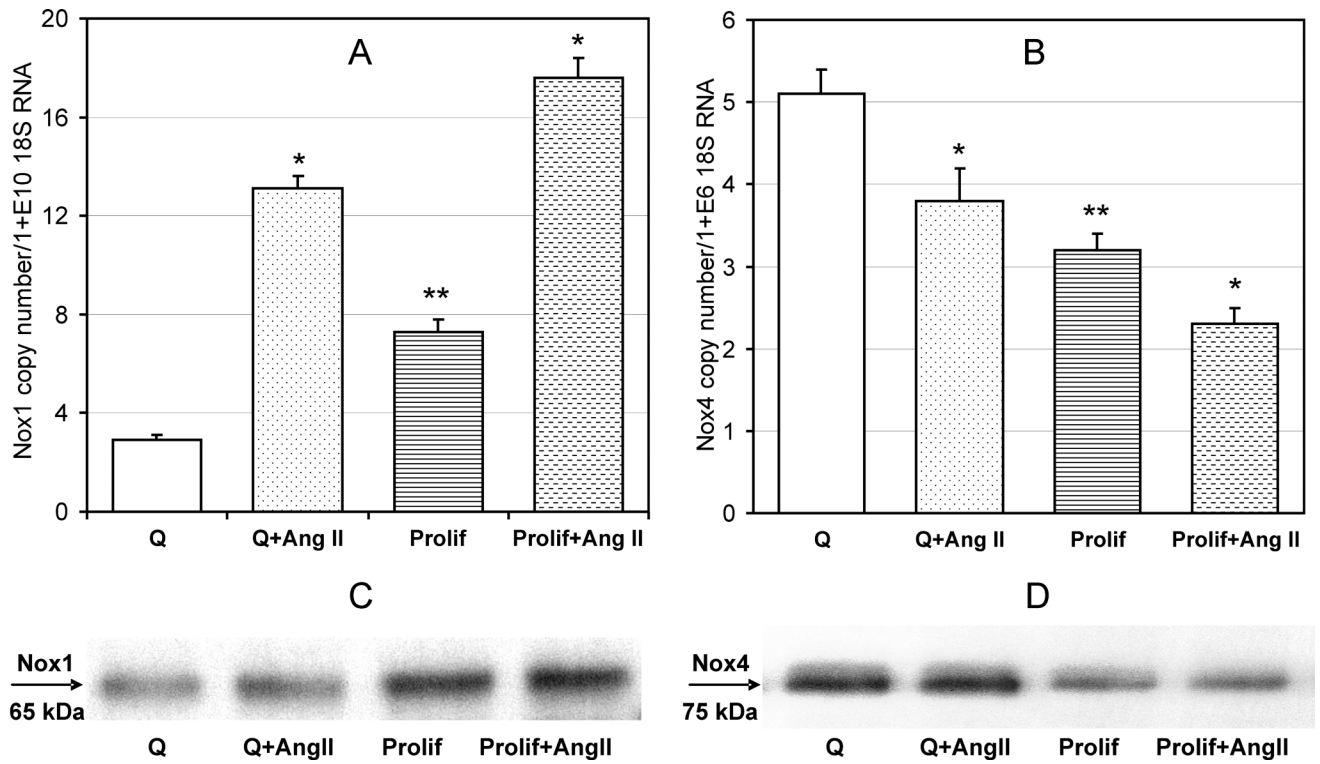 A
Nox1 copy number/1+E10 18S RNA
20
16
12
8
4
0
*
**
*
Q
Q+Ang II
Prolif
Prolif+Ang II
B
Nox4 copy number/1+E6 18S RNA
6
5
4
3
2
1
0
*
**
*
Q
Q+Ang II
Prolif
Prolif+Ang II
C
Nox1
65 kDa
Q
Q+AngII
Prolif
Prolif+AngII
D
Nox4
75 kDa
Q
Q+AngII
Prolif
Prolif+AngII